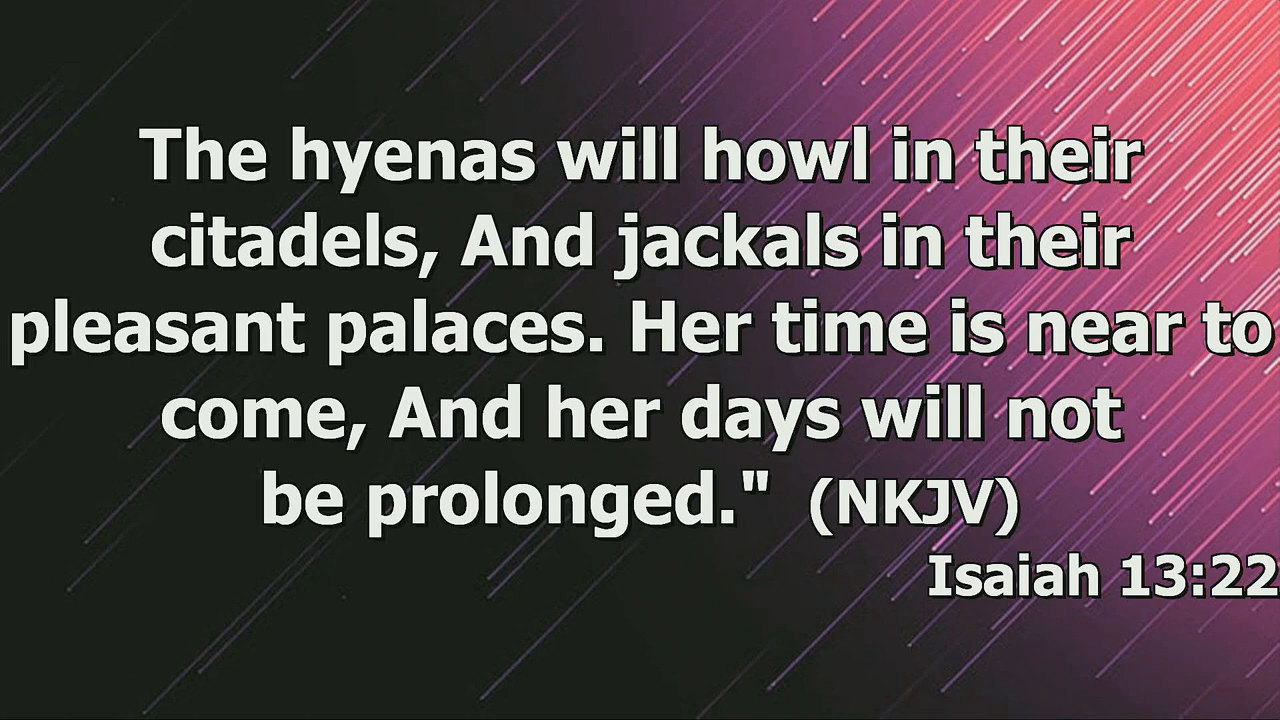 The hyenas will howl in their
citadels, And jackals in their
pleasant palaces. Her time is near to
come, And her days will not
be prolonged." (NKJV)
Isaiah 13:22